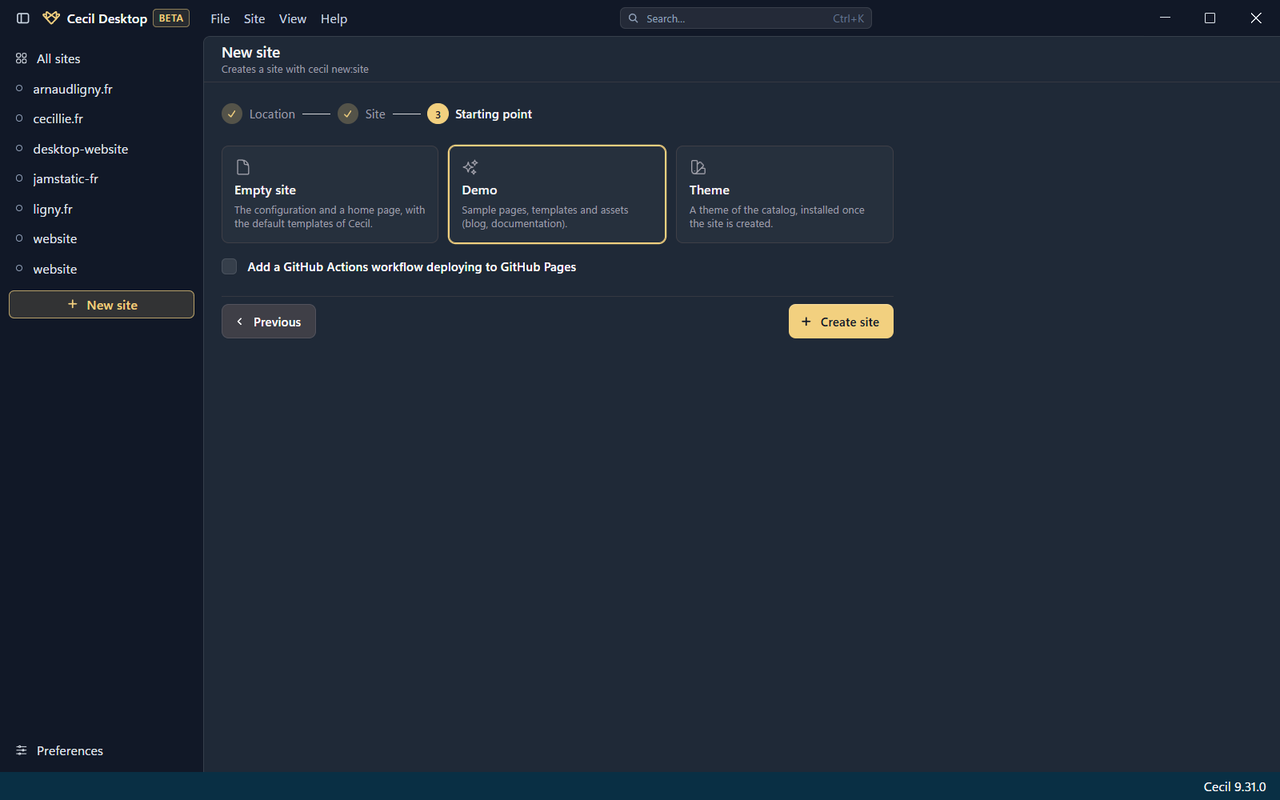 Cecil Desktop BETA File Site View Help Search... Ctrl+K
All sites
arnaudligny.fr
cecillie.fr
desktop-website
jamstatic-fr
ligny.fr
website
website
New site
Preferences
New site
Creates a site with cecil new:site
Location Site 3 Starting point
Empty site
The configuration and a home page, with
the default templates of Cecil.
Demo
Sample pages, templates and assets
(blog, documentation).
Theme
A theme of the catalog, installed once
the site is created.
Add a GitHub Actions workflow deploying to GitHub Pages
Previous
Create site
Cecil 9.31.0